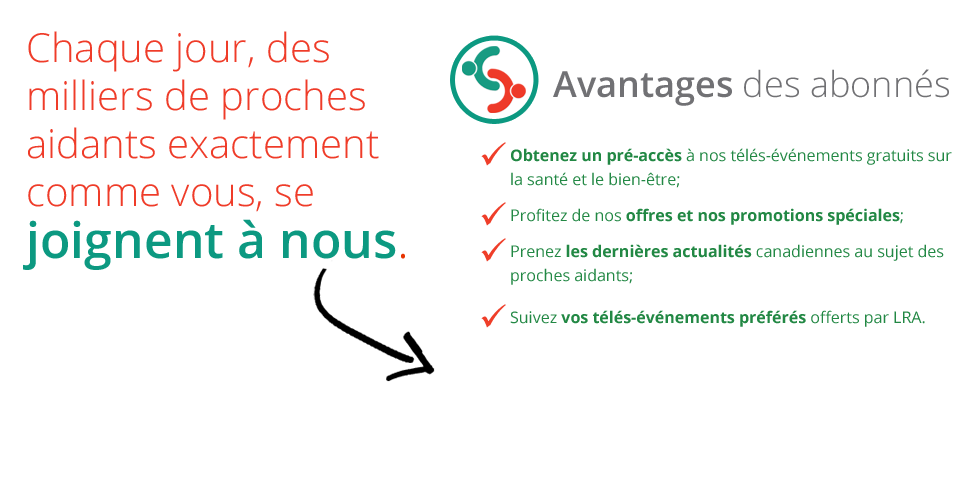 Chaque jour, des
milliers de proches
aidants exactement
comme vous, se
joignent à nous.
Avantages des abonnés
Obtenez un pré-accès à nos télés-événements gratuits sur
la santé et le bien-être;
Profitez de nos offres et nos promotions spéciales;
Prenez les dernières actualités canadiennes au sujet des
proches aidants;
Suivez vos télés-événements préférés offerts par LRA.